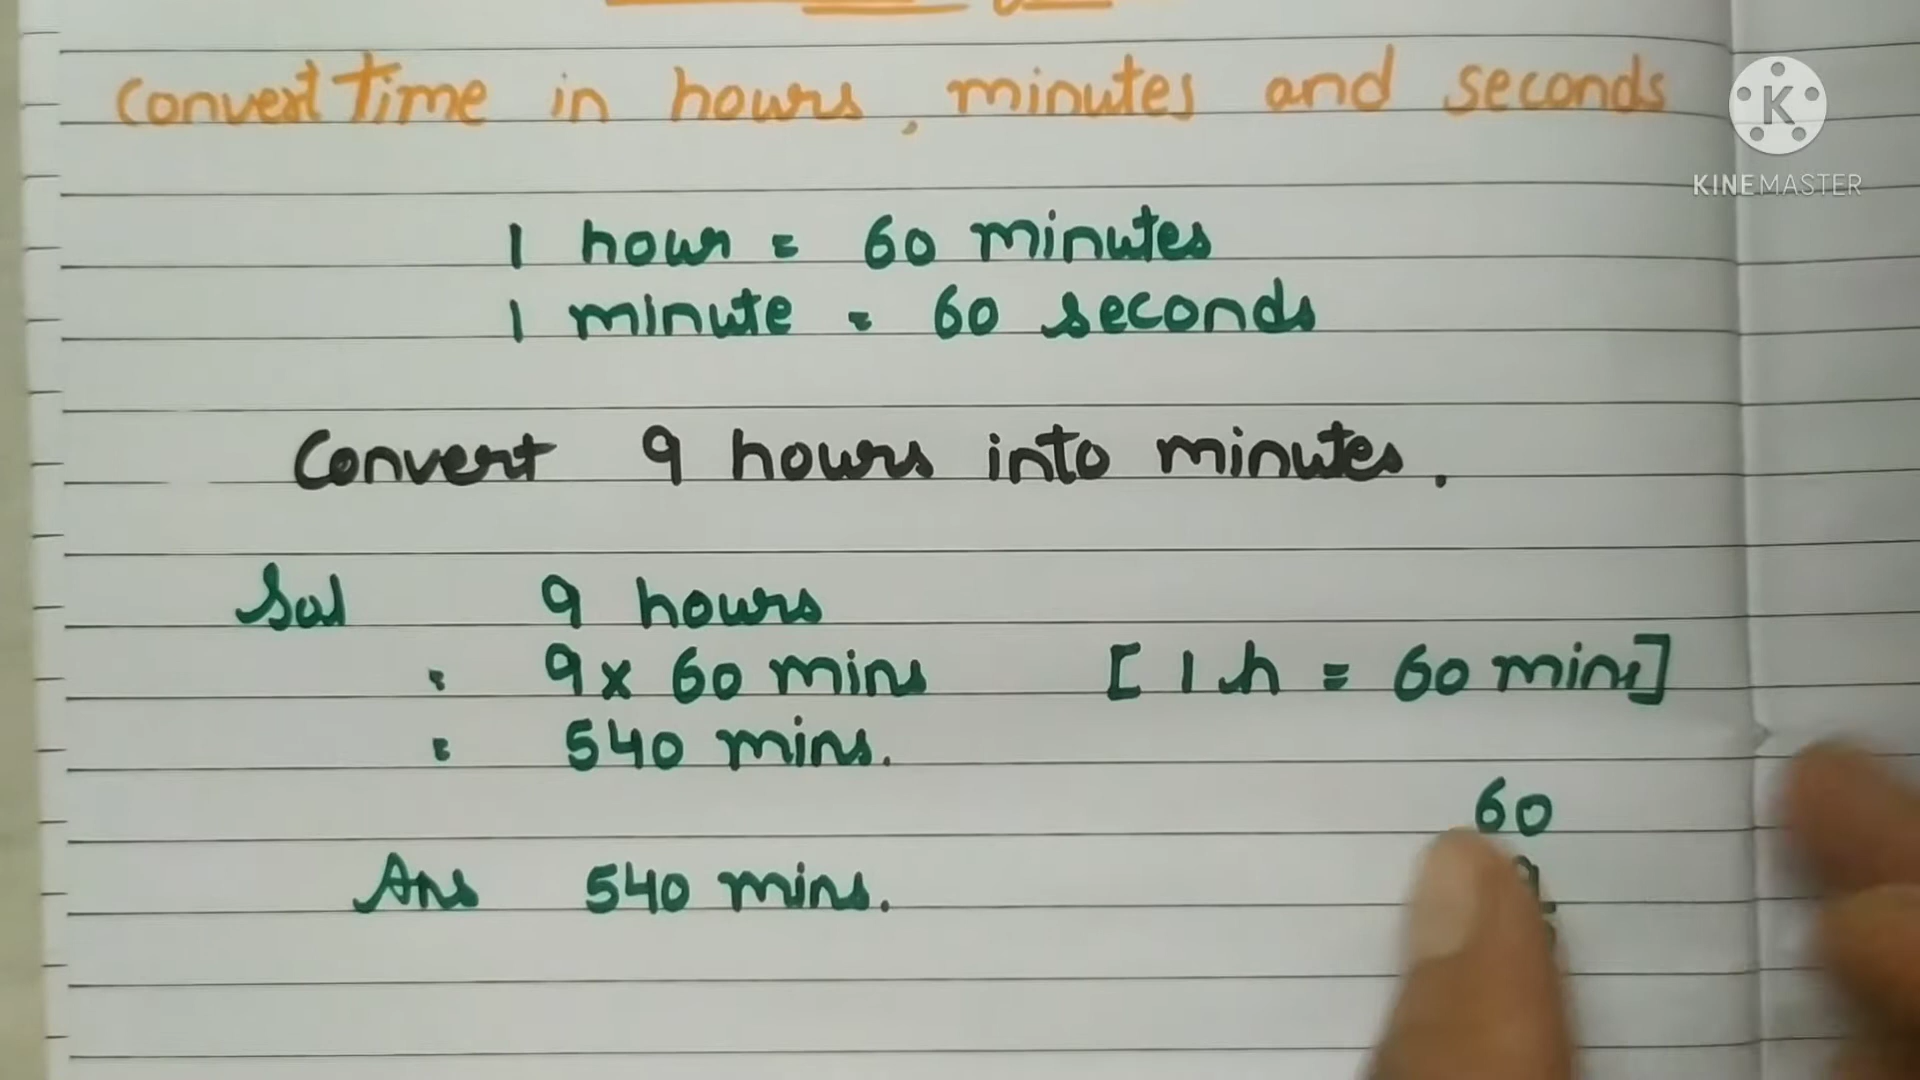 Convert Time in hours, minutes and seconds
K
KINEMASTER
1 hour = 60 minutes
1 minute = 60 seconds
Convert 9 hours into minutes.
Sol 9 hours
= 9 x 60 mins [1 h = 60 mins]
= 540 mins.
60
Ans 540 mins.